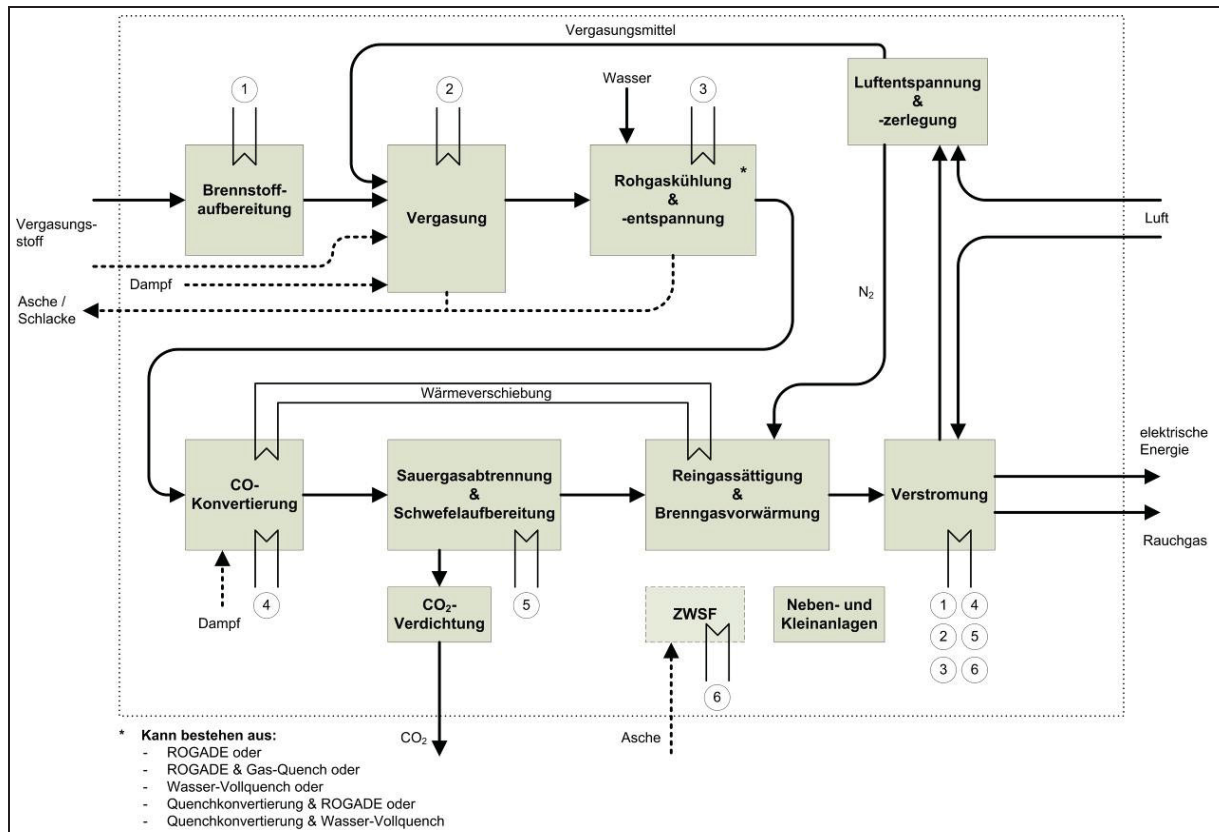 Vergasungsmittel
Wasser
1
2
3
Luftentspannung
&
-zerlegung
Brennstoff-
aufbereitung
Vergasung
Rohgaskühlung
&
-entspannung
*
Vergasungs-
stoff
Luft
Dampf
Asche /
Schlacke
N2
Wärmeverschiebung
CO-
Konvertierung
Sauergasabtrennung
&
Schwefelaufbereitung
Reingassättigung
&
Brenngasvorwärmung
Verstromung
elektrische
Energie
Rauchgas
4
5
Dampf
CO2-
Verdichtung
ZWSF
Neben- und
Kleinanlagen
1 4
2 5
3 6
6
CO2
Asche
* Kann bestehen aus:
- ROGADE oder
- ROGADE & Gas-Quench oder
- Wasser-Vollquench oder
- Quenchkonvertierung & ROGADE oder
- Quenchkonvertierung & Wasser-Vollquench